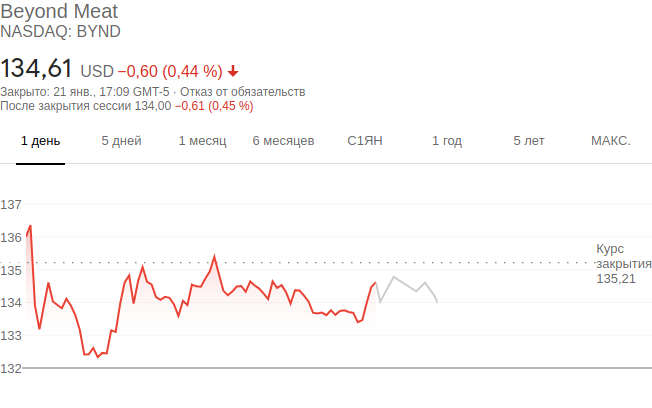 Beyond Meat
NASDAQ: BYND
134,61 USD −0,60 (0,44 %)
Закрыто: 21 янв., 17:09 GMT-5 · Отказ от обязательств
После закрытия сессии 134,00 −0,61 (0,45 %)
1 день 5 дней 1 месяц 6 месяцев С1ЯН 1 год 5 лет МАКС.
137
136
135
134
133
132
Курс
закрытия
135,21